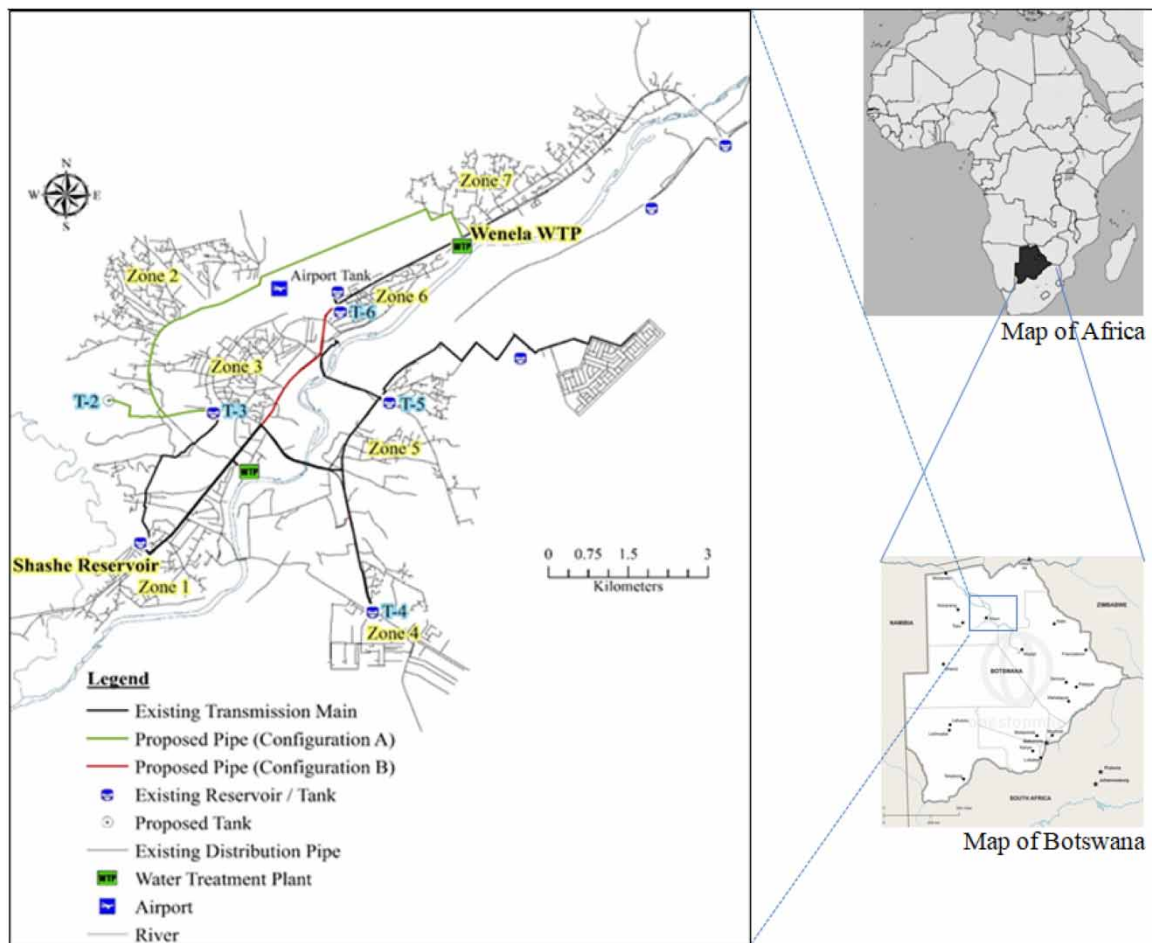 N
W
E
S
Zone 7
Wenela WTP
WTP
Zone 2
Airport Tank
Zone 6
T-6
Zone 3
T-2
T-3
T-5
Zone 5
WTP
Shashe Reservoir
Zone 1
T-4
Zone 4
0 0.75 1.5 3
Kilometers
Legend
Existing Transmission Main
Proposed Pipe (Configuration A)
Proposed Pipe (Configuration B)
Existing Reservoir / Tank
Proposed Tank
Existing Distribution Pipe
WTP Water Treatment Plant
Airport
River
Map of Africa
ZIMBABWE
NAMIBIA
BOTSWANA
SOUTH AFRICA
Pretoria
Johannesburg
Map of Botswana